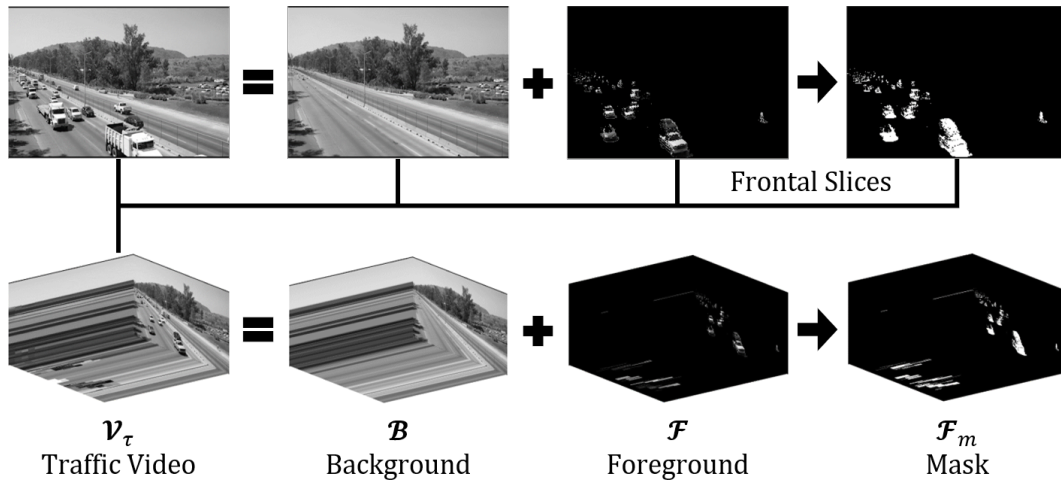 Frontal Slices
𝓥τ
𝓑
𝓕
𝓕m
Traffic Video
Background
Foreground
Mask